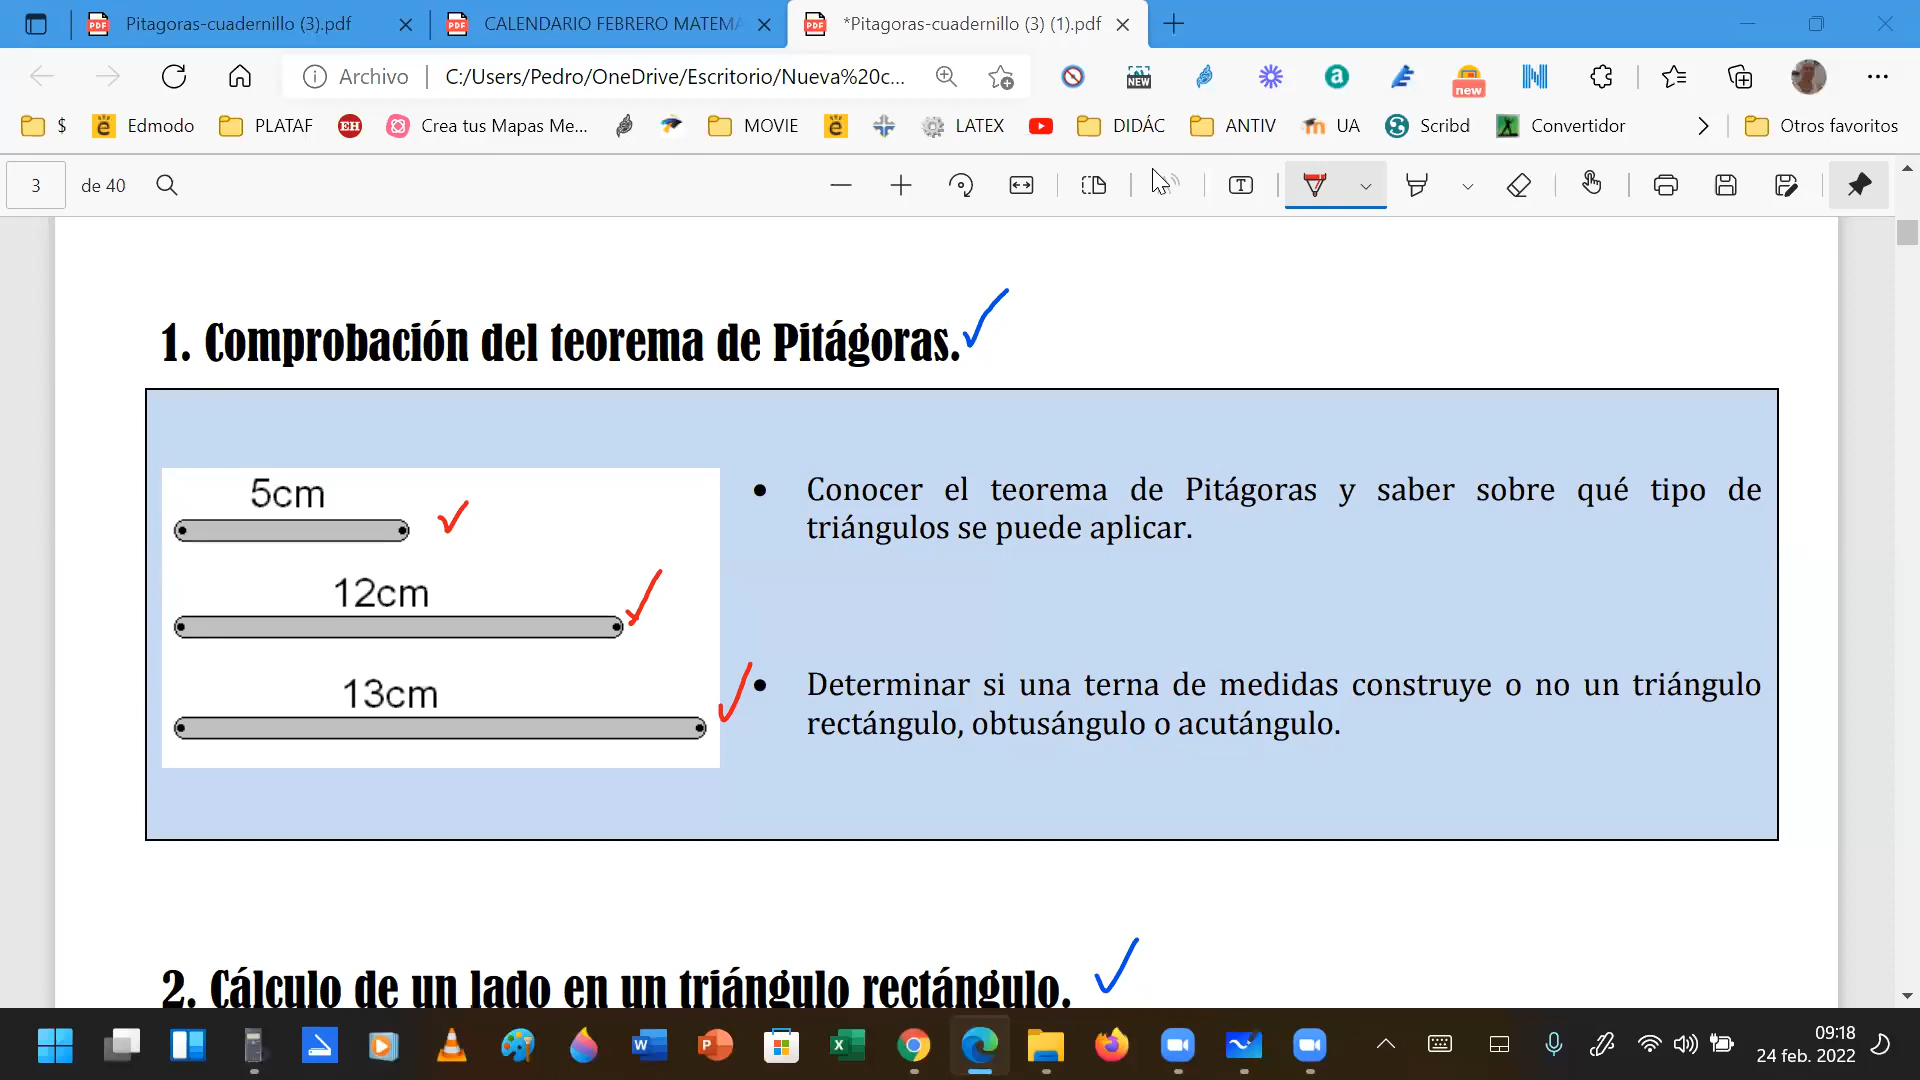 Pitagoras-cuadernillo (3).pdf
CALENDARIO FEBRERO MATEMA
*Pitagoras-cuadernillo (3) (1).pdf
Archivo
C:/Users/Pedro/OneDrive/Escritorio/Nueva%20c...
NEW
a
new
$
Edmodo
PLATAF
EH
Crea tus Mapas Me...
MOVIE
LATEX
DIDÁC
ANTIV
UA
Scribd
Convertidor
Otros favoritos
3
de 40
1. Comprobación del teorema de Pitágoras.
5cm
12cm
13cm
• Conocer el teorema de Pitágoras y saber sobre qué tipo de
triángulos se puede aplicar.
• Determinar si una terna de medidas construye o no un triángulo
rectángulo, obtusángulo o acutángulo.
2. Cálculo de un lado en un triángulo rectángulo.
09:18
24 feb. 2022